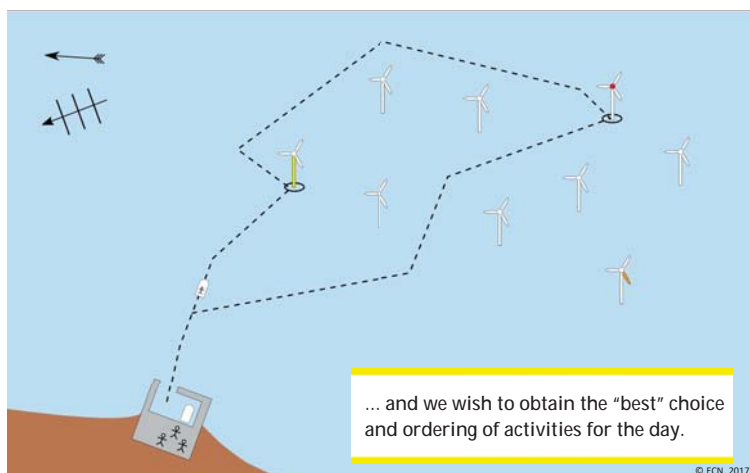 ... and we wish to obtain the “best” choice
and ordering of activities for the day.
© ECN, 2017